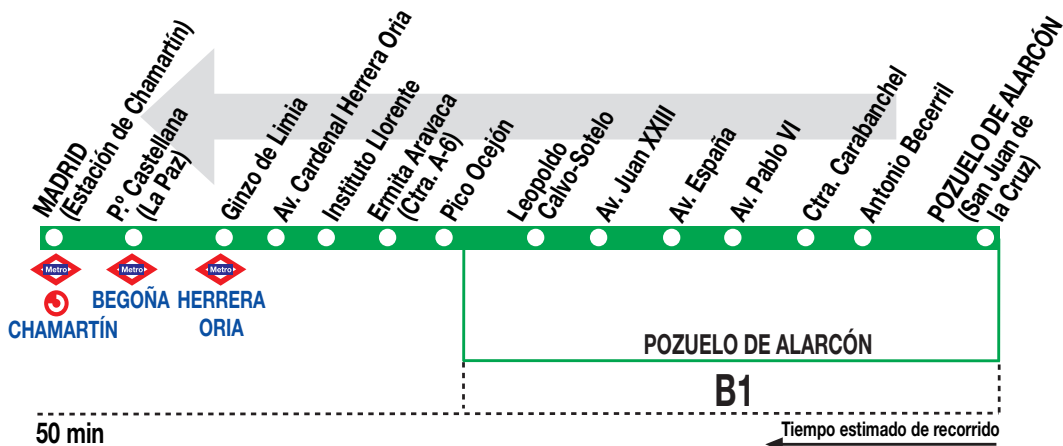 MADRID
(Estación de Chamartín)
P.º Castellana
(La Paz)
Ginzo de Limia
Av. Cardenal Herrera Oria
Instituto Llorente
Ermita Aravaca
(Ctra. A-6)
Pico Ocejón
Leopoldo
Calvo-Sotelo
Av. Juan XXIII
Av. España
Av. Pablo VI
Ctra. Carabanchel
Antonio Becerril
POZUELO DE ALARCÓN
(San Juan de
la Cruz)
Metro
Metro
Metro
CHAMARTÍN
BEGOÑA
HERRERA
ORIA
POZUELO DE ALARCÓN
B1
50 min
Tiempo estimado de recorrido